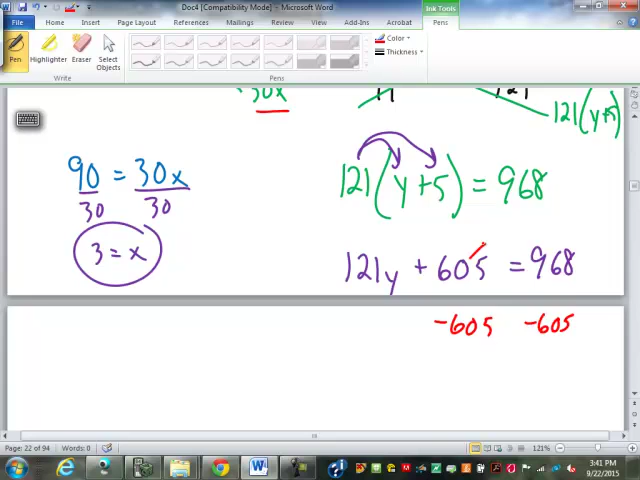 Doc4 [Compatibility Mode] - Microsoft Word
Ink Tools
File Home Insert Page Layout References Mailings Review View Add-Ins Acrobat Pens
Pen Highlighter Eraser Select Objects
Color
Thickness
Write Pens
30x 11 121
121(y+5)
90 = 30x
30 30
3 = x
121(y+5) = 968
121y + 605 = 968
-605 -605
Page: 22 of 94 Words: 0 121%
3:41 PM
9/22/2015